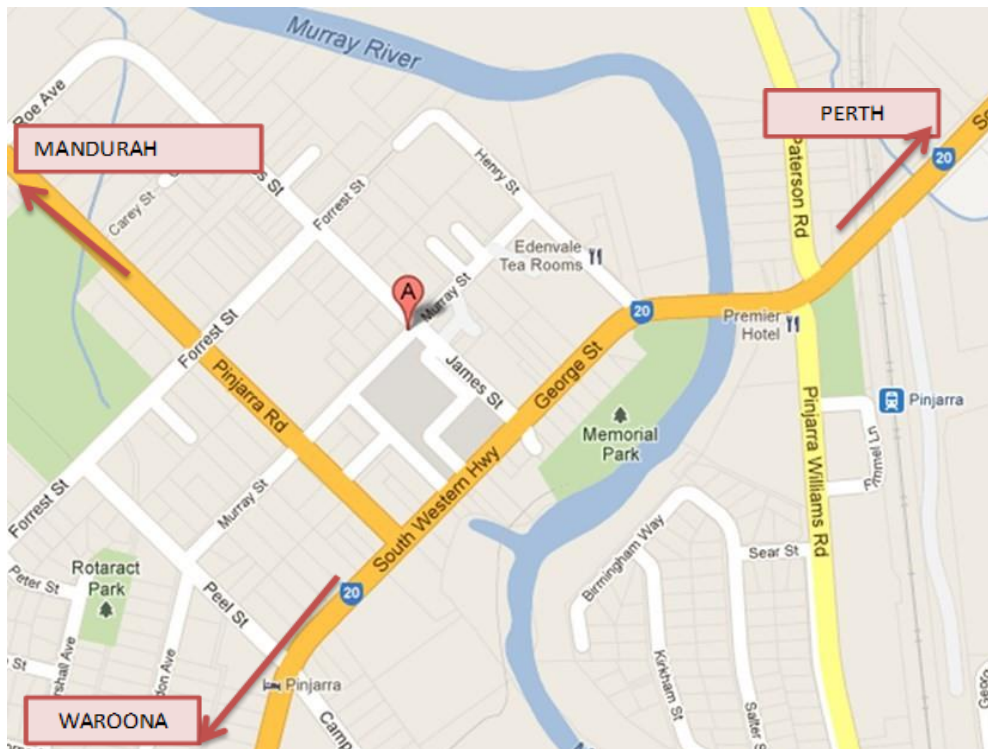 Murray River
Roe Ave
PERTH
MANDURAH
20
Paterson Rd
Henry St
Carey St
Forrest St
Edenvale
Tea Rooms
A
Murray St
20
Premier
Hotel
Forrest St
Pinjarra Rd
James St
George St
Pinjarra
Memorial
Park
Pinjarra Williams Rd
Forrest St
Murray St
South Western Hwy
Birmingham Way
Sear St
Rotaract
Park
Peter St
20
Peel St
Pinjarra
Kirkham St
Salter S
WAROONA